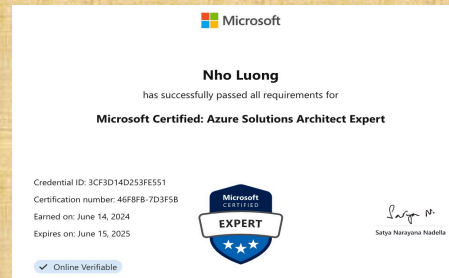 Microsoft
Nho Luong
has successfully passed all requirements for
Microsoft Certified: Azure Solutions Architect Expert
Credential ID: 3CF3D14D253FE551
Certification number: 46F8FB-7D3F5B
Earned on: June 14, 2024
Expires on: June 15, 2025
Online Verifiable
Microsoft
CERTIFIED
EXPERT
Satya N.
Satya Narayana Nadella